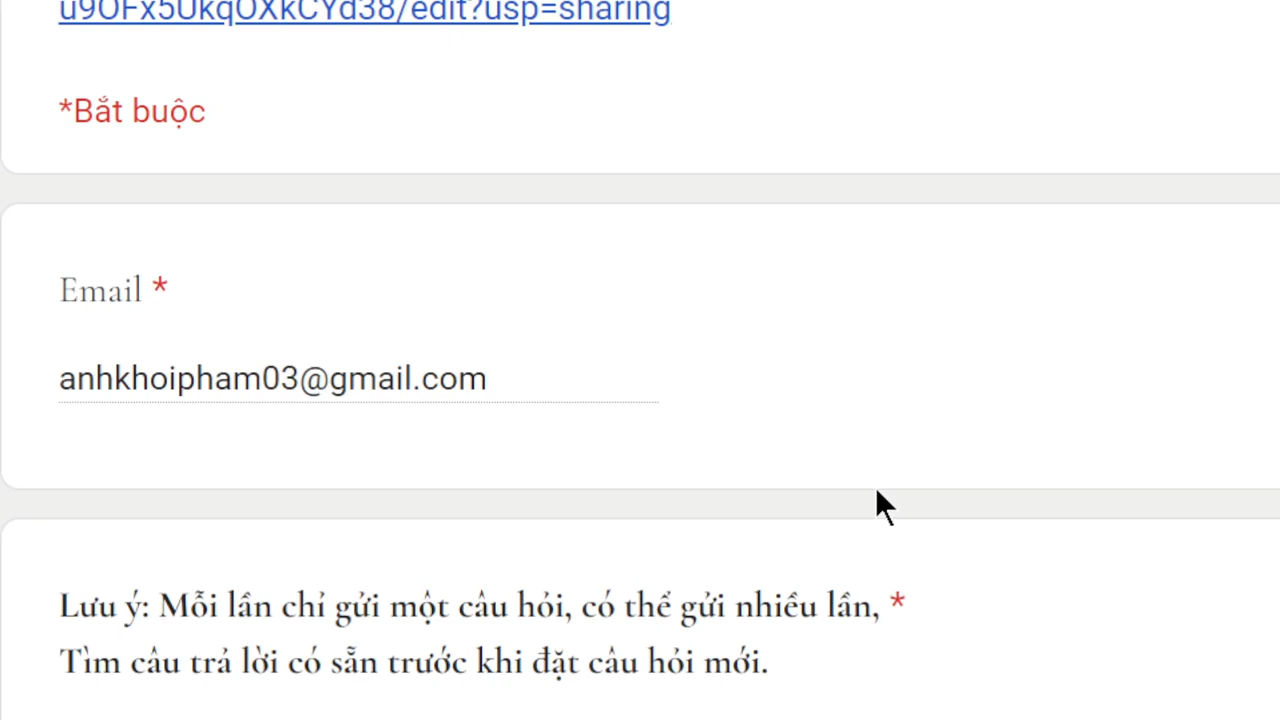 u9OFx5UkqOXkCYd38/edit?usp=sharing
*Bắt buộc
Email *
anhkhoipham03@gmail.com
Lưu ý: Mỗi lần chỉ gửi một câu hỏi, có thể gửi nhiều lần, *
Tìm câu trả lời có sẵn trước khi đặt câu hỏi mới.